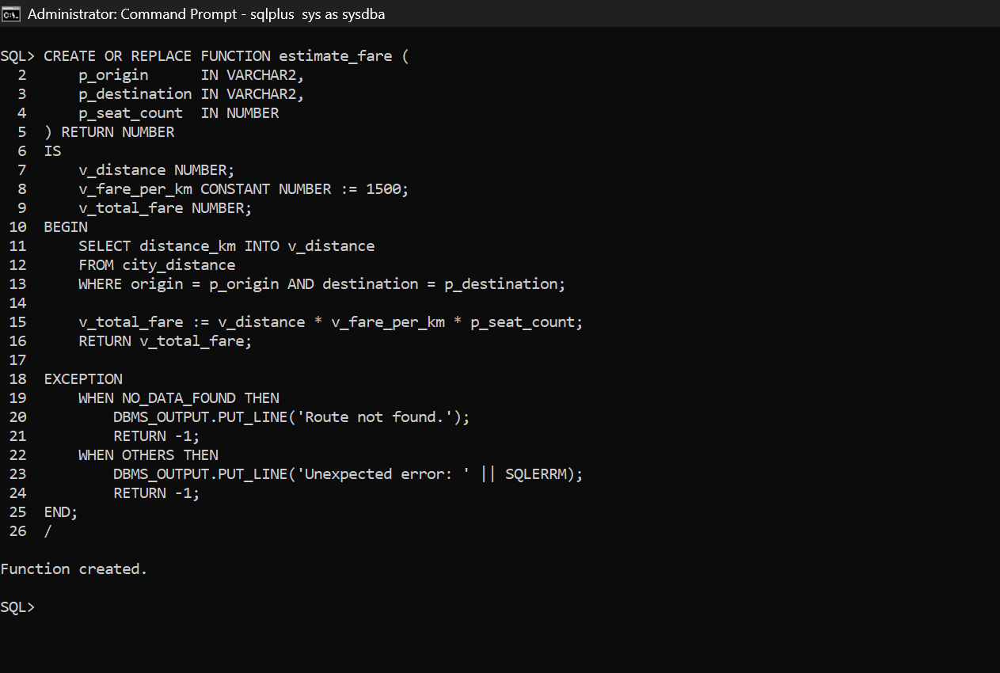 Administrator: Command Prompt - sqlplus  sys as sysdba
SQL> CREATE OR REPLACE FUNCTION estimate_fare (
  2      p_origin      IN VARCHAR2,
  3      p_destination IN VARCHAR2,
  4      p_seat_count  IN NUMBER
  5  ) RETURN NUMBER
  6  IS
  7      v_distance NUMBER;
  8      v_fare_per_km CONSTANT NUMBER := 1500;
  9      v_total_fare NUMBER;
 10  BEGIN
 11      SELECT distance_km INTO v_distance
 12      FROM city_distance
 13      WHERE origin = p_origin AND destination = p_destination;
 14
 15      v_total_fare := v_distance * v_fare_per_km * p_seat_count;
 16      RETURN v_total_fare;
 17
 18  EXCEPTION
 19      WHEN NO_DATA_FOUND THEN
 20          DBMS_OUTPUT.PUT_LINE('Route not found.');
 21          RETURN -1;
 22      WHEN OTHERS THEN
 23          DBMS_OUTPUT.PUT_LINE('Unexpected error: ' || SQLERRM);
 24          RETURN -1;
 25  END;
 26  /
Function created.
SQL>